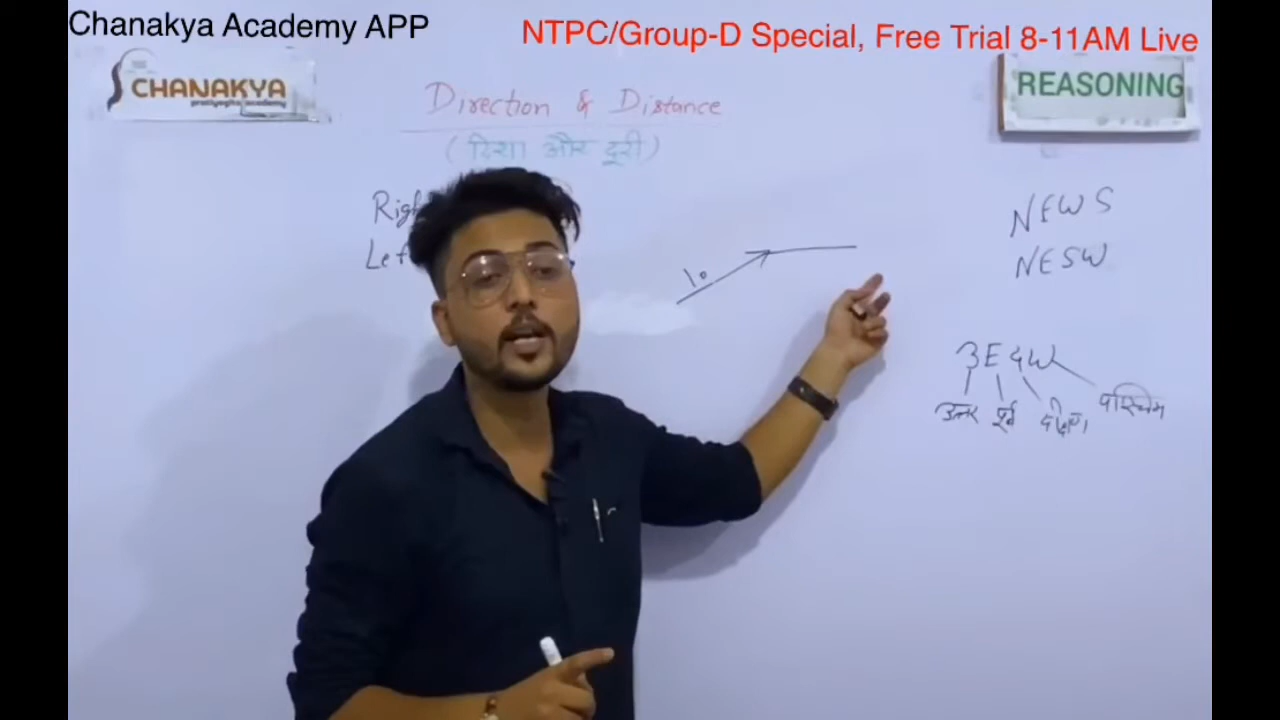 Chanakya Academy APP
NTPC/Group-D Special, Free Trial 8-11AM Live
CHANAKYA
pratiyogita academy
REASONING
Direction & Distance
(दिशा और दूरी)
Rig
Lef
10
NEWS
NESW
उ E द W
उत्तर पूर्व दक्षिण पश्चिम